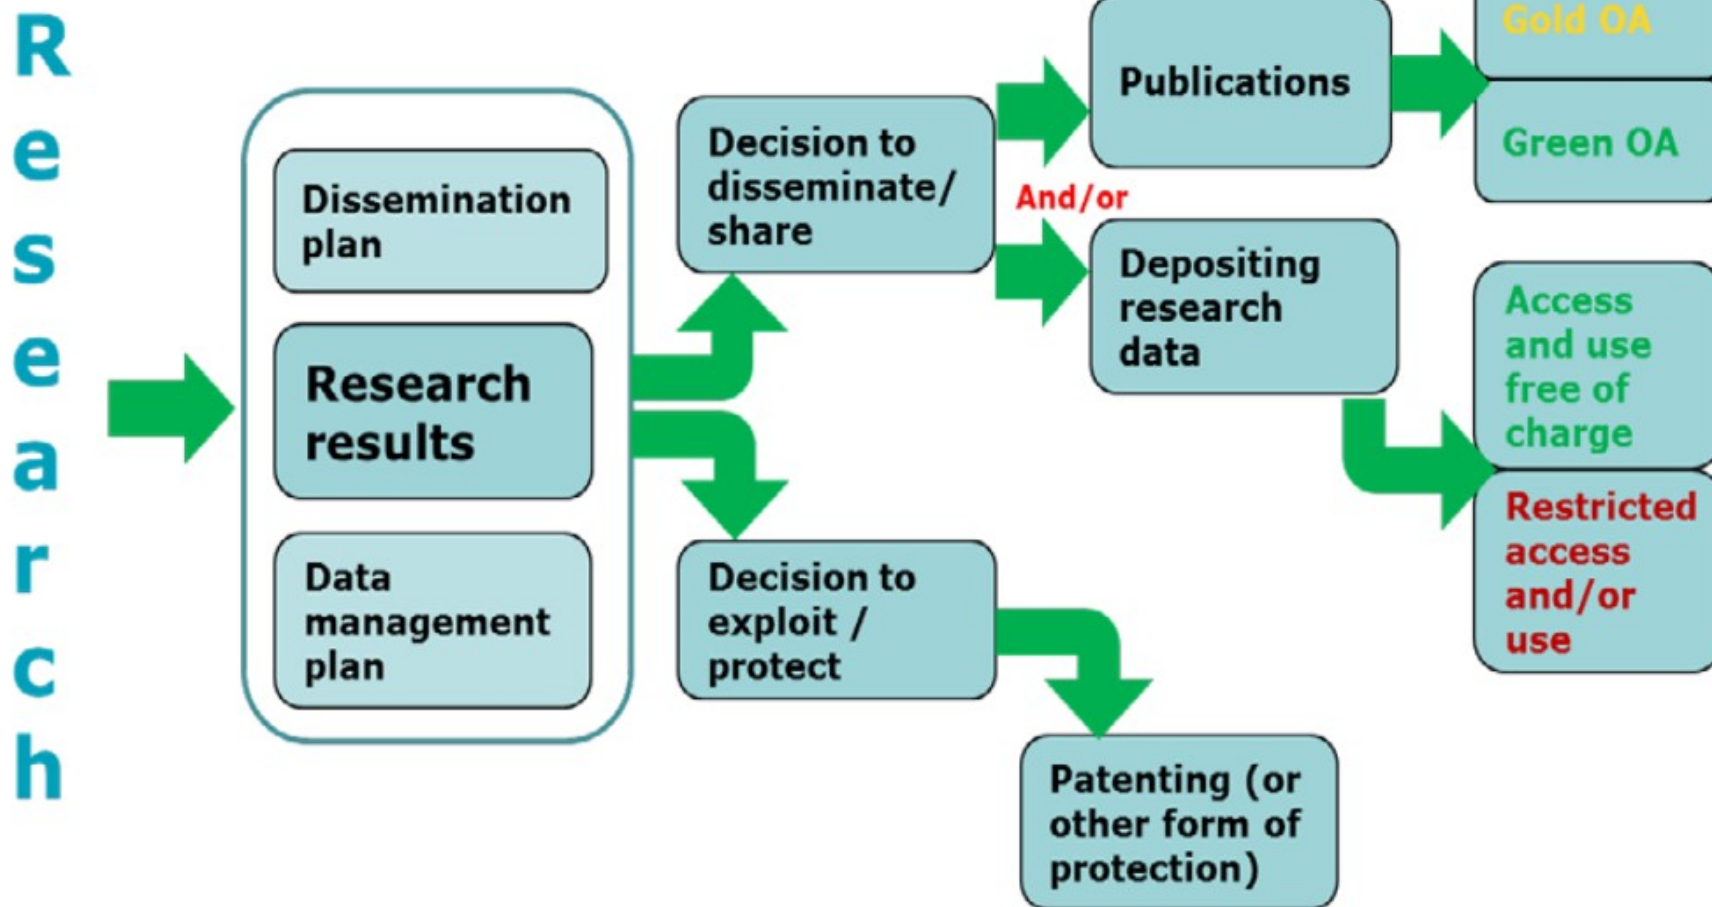 Research
Dissemination
plan
Research
results
Data
management
plan
Decision to
disseminate/
share
Decision to
exploit /
protect
And/or
Publications
Depositing
research
data
Patenting (or
other form of
protection)
Gold OA
Green OA
Access
and use
free of
charge
Restricted
access
and/or
use